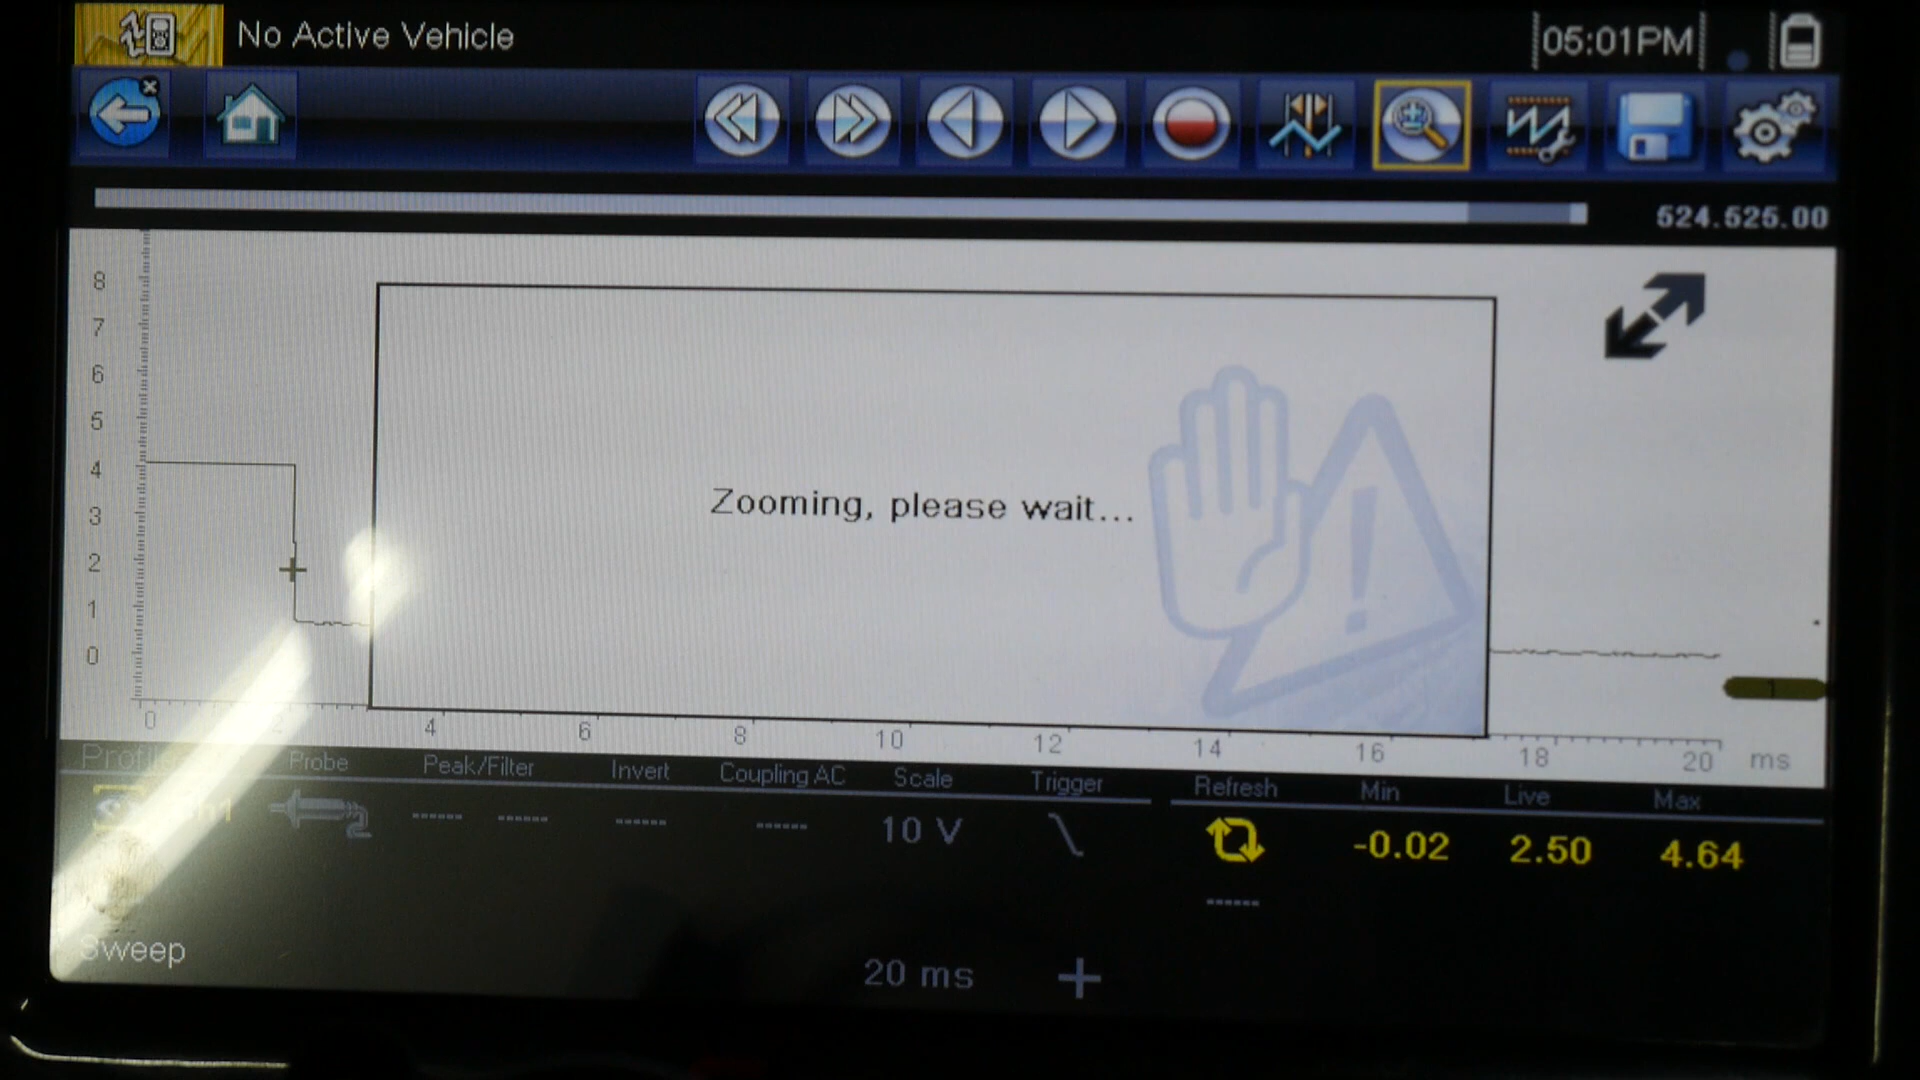 No Active Vehicle
05:01PM
524.525.00
8
7
6
5
4
3
2
1
0
Zooming, please wait...
0 4 6 8 10 12 14 16 18 20 ms
1
Probe Peak/Filter Invert Coupling AC Scale Trigger Refresh Min Live Max
10 V -0.02 2.50 4.64
Sweep
20 ms